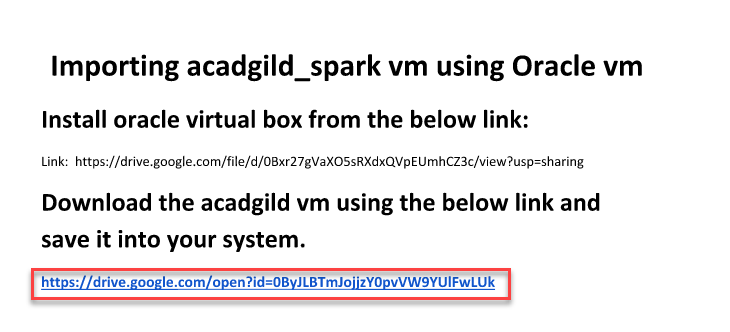 Importing acadgild_spark vm using Oracle vm
Install oracle virtual box from the below link:
Link: https://drive.google.com/file/d/0Bxr27gVaXO5sRXdxQVpEUmhCZ3c/view?usp=sharing
Download the acadgild vm using the below link and
save it into your system.
https://drive.google.com/open?id=0ByJLBTmJojjzY0pvVW9YUlFwLUk